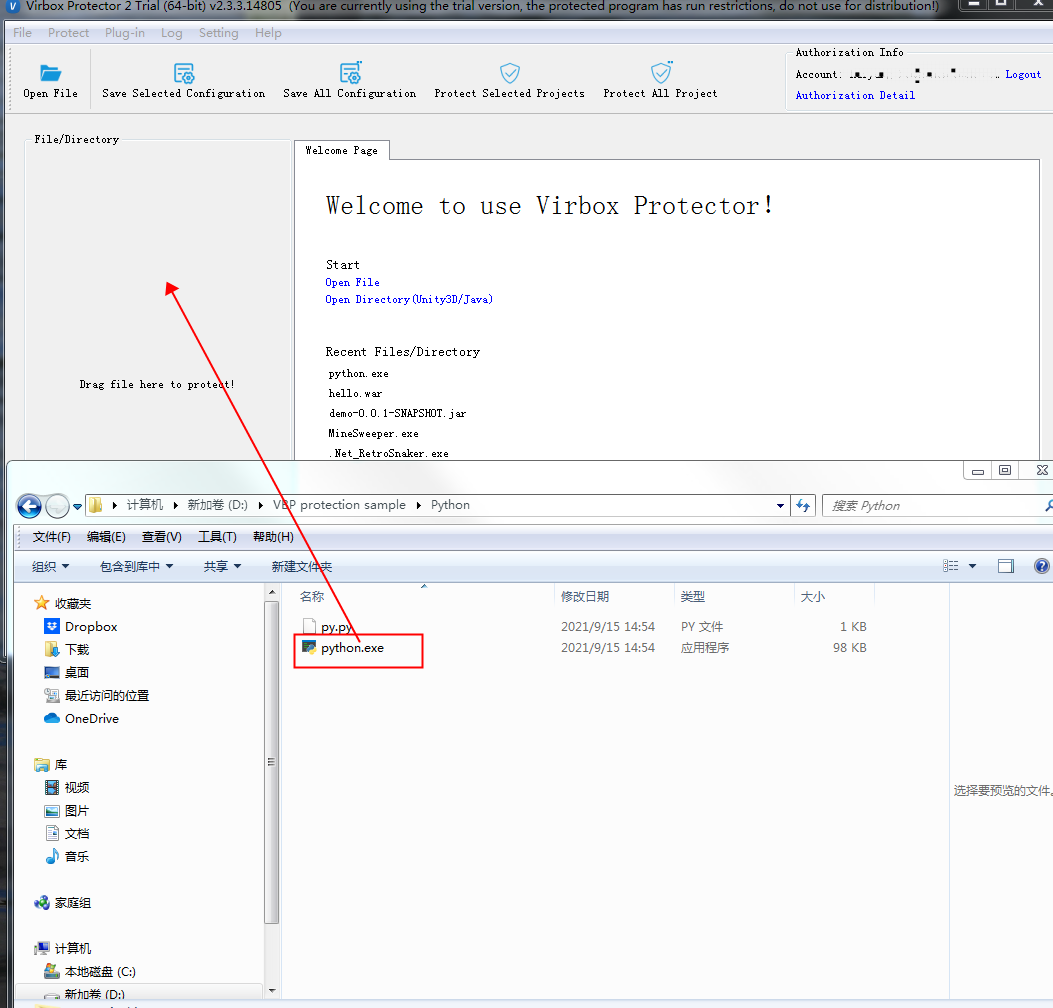 Virbox Protector 2 Trial (64-bit) v2.3.3.14805 (You are currently using the trial version, the protected program has run restrictions, do not use for distribution!)
File Protect Plug-in Log Setting Help
Open File Save Selected Configuration Save All Configuration Protect Selected Projects Protect All Project
Authorization Info
Account: Logout
Authorization Detail
File/Directory
Drag file here to protect!
Welcome Page
Welcome to use Virbox Protector!
Start
Open File
Open Directory(Unity3D/Java)
Recent Files/Directory
python.exe
hello.war
demo-0.0.1-SNAPSHOT.jar
MineSweeper.exe
.Net_RetroSnaker.exe
计算机 新加卷 (D:) VBP protection sample Python
搜索 Python
文件(F) 编辑(E) 查看(V) 工具(T) 帮助(H)
组织 包含到库中 共享 新建文件夹
收藏夹
Dropbox
下载
桌面
最近访问的位置
OneDrive
库
视频
图片
文档
音乐
家庭组
计算机
本地磁盘 (C:)
新加卷 (D:)
名称 修改日期 类型 大小
py.py 2021/9/15 14:54 PY 文件 1 KB
python.exe 2021/9/15 14:54 应用程序 98 KB
选择要预览的文件。